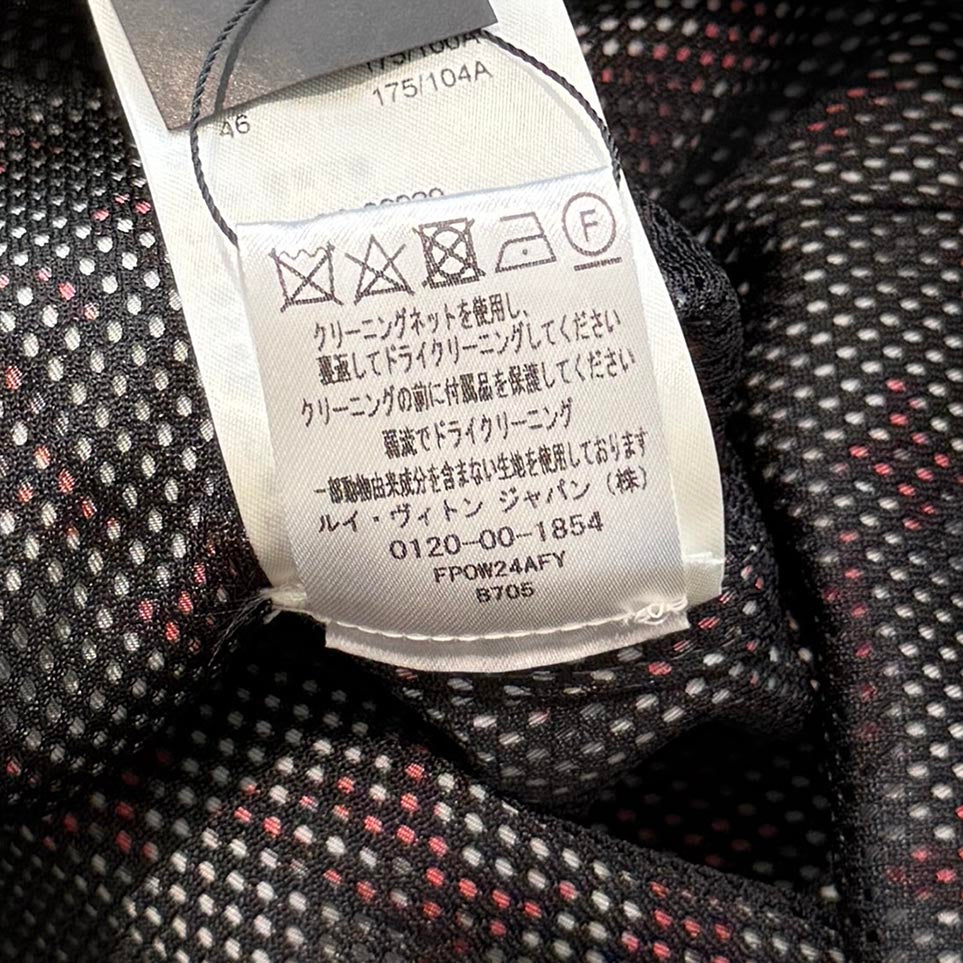 175/100A
175/104A
46
F
クリーニングネットを使用し、
裏返してドライクリーニングしてください
クリーニングの前に付属品を保護してください
弱流でドライクリーニング
一部動物由来成分を含まない生地を使用しております
ルイ・ヴィトン ジャパン（株）
0120-00-1854
FPOW24AFY
B705